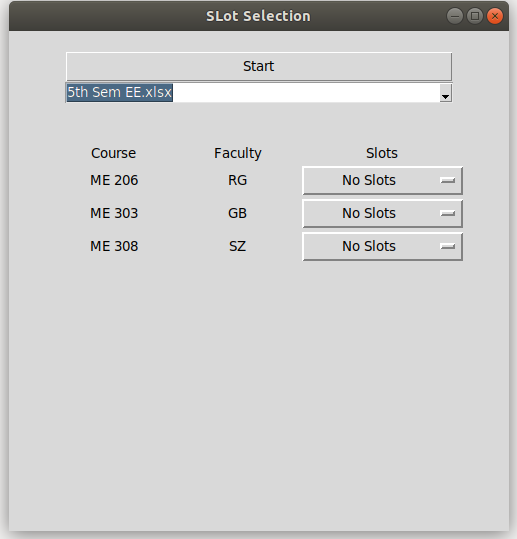 SLot Selection
Start
5th Sem EE.xlsx
Course Faculty Slots
ME 206 RG No Slots
ME 303 GB No Slots
ME 308 SZ No Slots